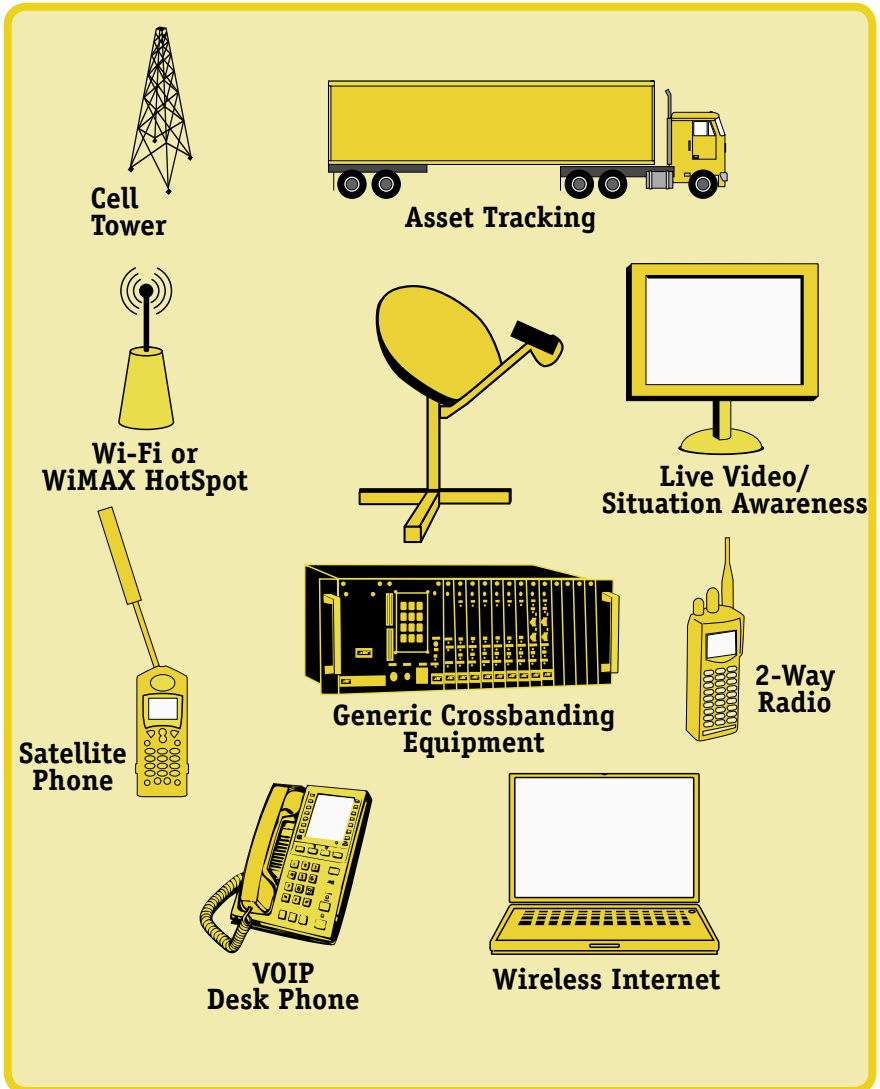 Cell
Tower
Asset Tracking
Wi-Fi or
WiMAX HotSpot
Live Video/
Situation Awareness
Generic Crossbanding
Equipment
2-Way
Radio
Satellite
Phone
VOIP
Desk Phone
Wireless Internet